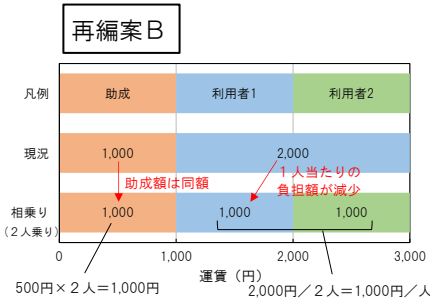 再編案Ｂ
凡例
助成
利用者1
利用者2
現況
1,000
2,000
助成額は同額
１人当たりの
負担額が減少
相乗り
（２人乗り）
1,000
1,000
1,000
0
1,000
2,000
3,000
運賃（円）
500円×２人＝1,000円
2,000円／２人＝1,000円／人